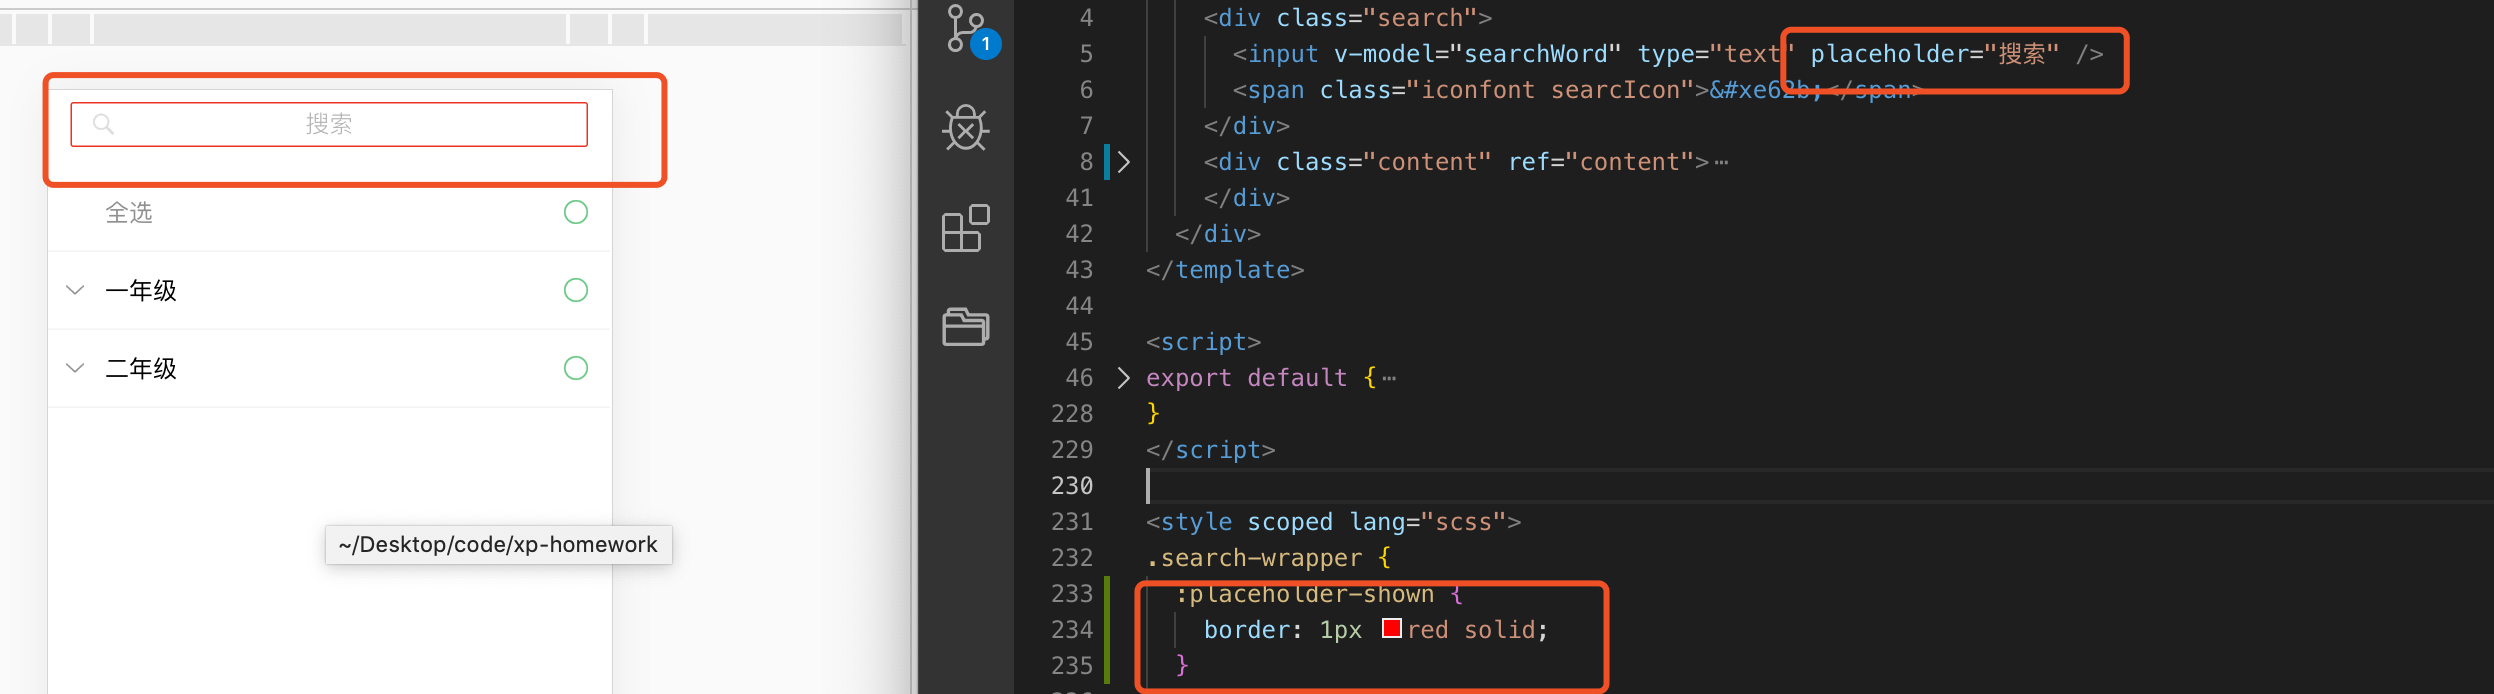 搜索
全选
一年级
二年级
~/Desktop/code/xp-homework
1
4 <div class="search">
5 <input v-model="searchWord" type="text" placeholder="搜索" />
6 <span class="iconfont searcIcon">&#xe62b;</span>
7 </div>
8 <div class="content" ref="content">⋯
41 </div>
42 </div>
43 </template>
44
45 <script>
46 export default {⋯
228 }
229 </script>
230
231 <style scoped lang="scss">
232 .search-wrapper {
233 :placeholder-shown {
234 border: 1px red solid;
235 }